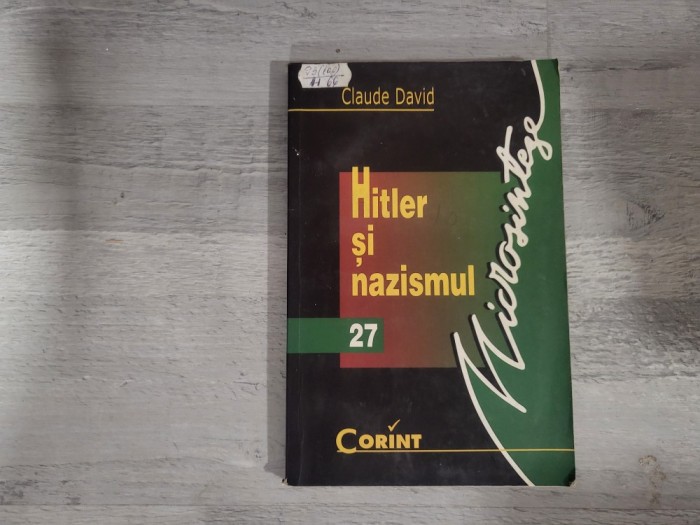 Claude David
Hitler
și
nazismul
27
Microsinteze
CORINT